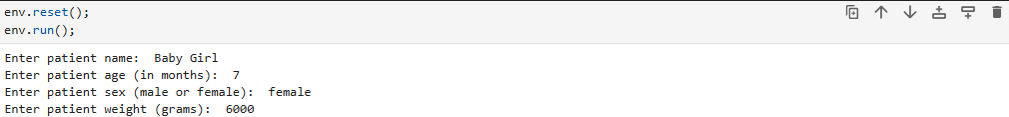 env.reset();
env.run();
Enter patient name:  Baby Girl
Enter patient age (in months):  7
Enter patient sex (male or female):  female
Enter patient weight (grams):  6000